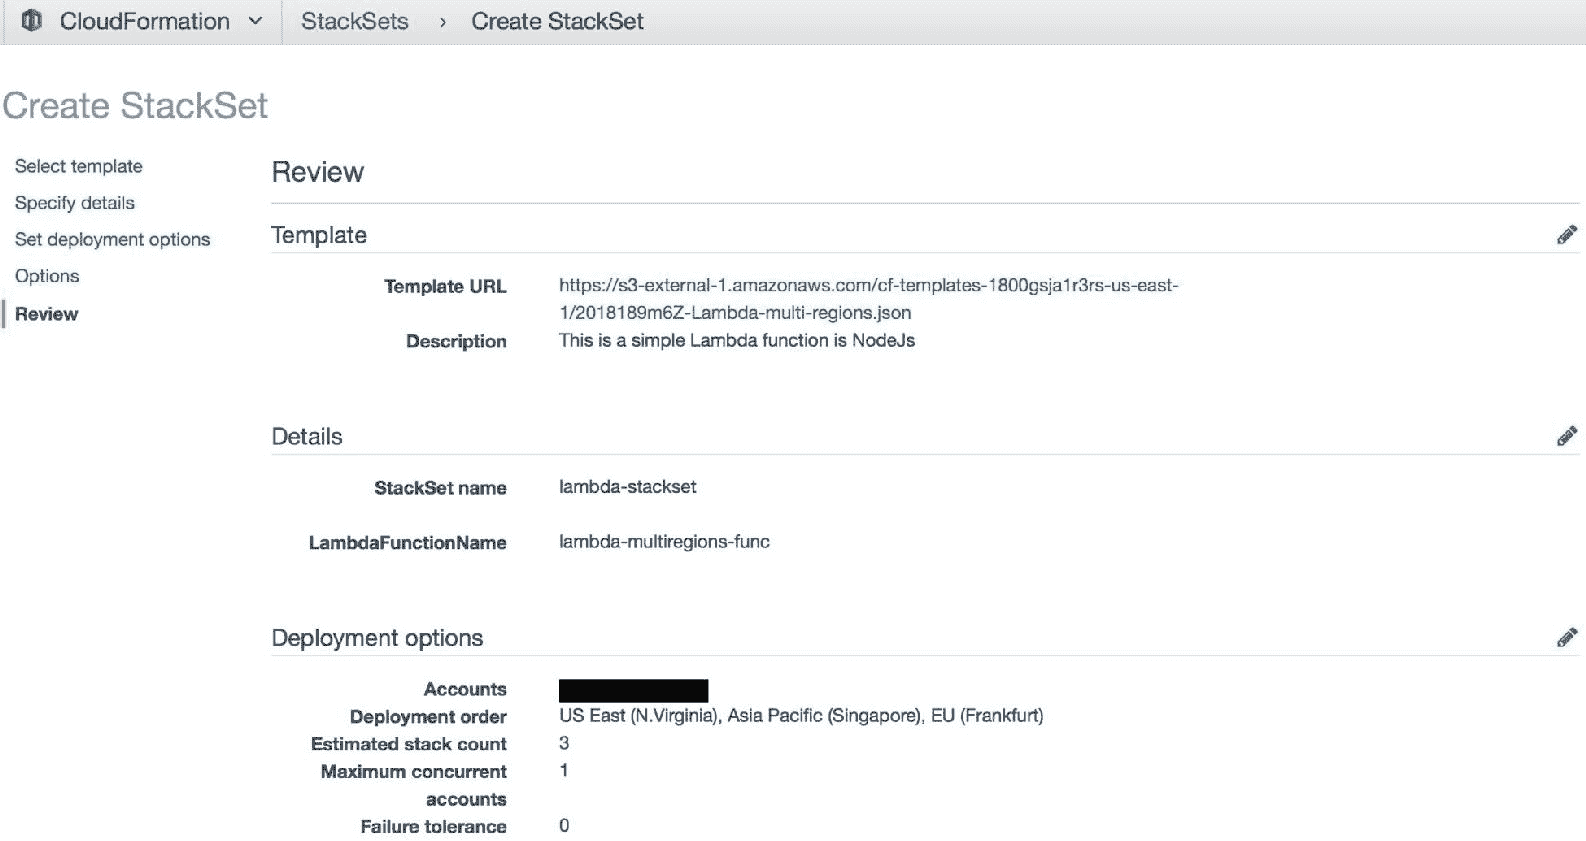 CloudFormation StackSets › Create StackSet
Create StackSet
Select template
Specify details
Set deployment options
Options
Review
Review
Template
Template URL https://s3-external-1.amazonaws.com/cf-templates-1800gsja1r3rs-us-east-
1/2018189m6Z-Lambda-multi-regions.json
Description This is a simple Lambda function is NodeJs
Details
StackSet name lambda-stackset
LambdaFunctionName lambda-multiregions-func
Deployment options
Accounts
Deployment order US East (N.Virginia), Asia Pacific (Singapore), EU (Frankfurt)
Estimated stack count 3
Maximum concurrent 1
accounts
Failure tolerance 0